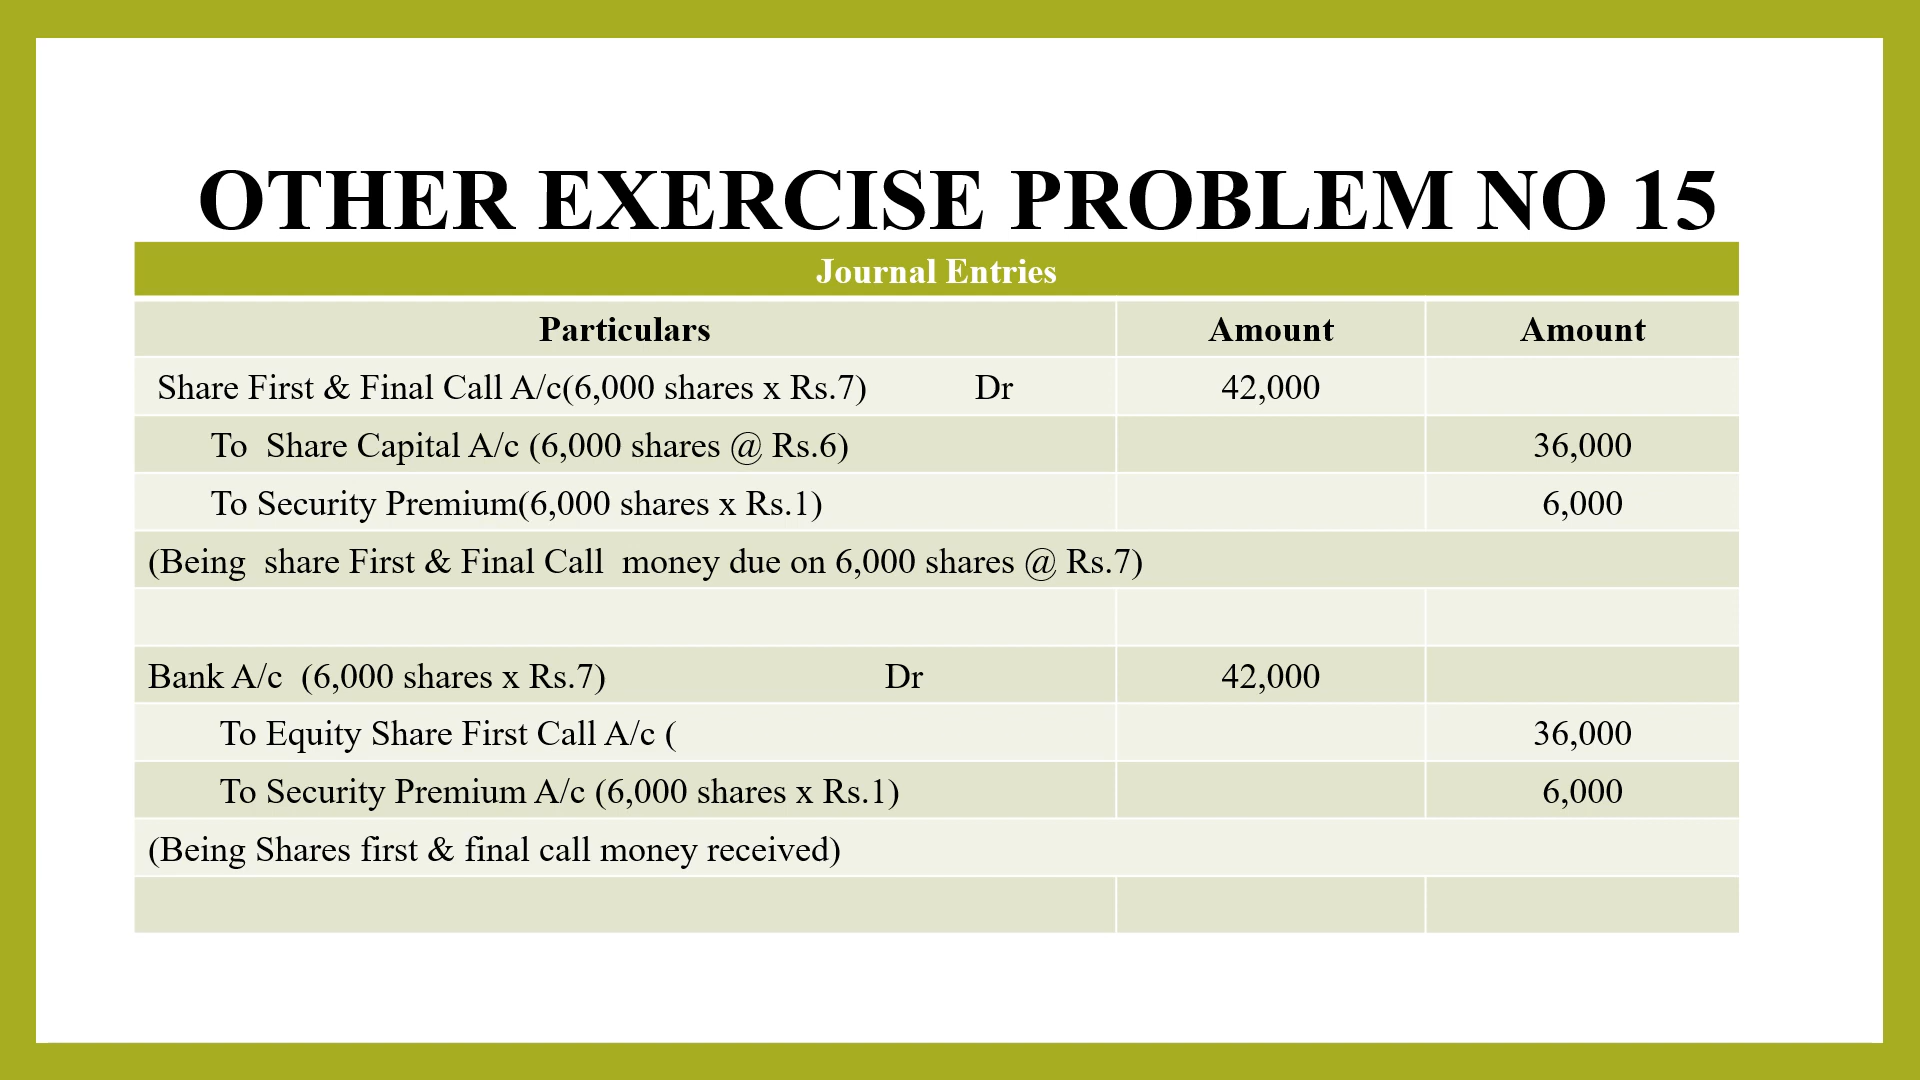 OTHER EXERCISE PROBLEM NO 15
Journal Entries
Particulars Amount Amount
Share First & Final Call A/c(6,000 shares x Rs.7) Dr 42,000
To Share Capital A/c (6,000 shares @ Rs.6) 36,000
To Security Premium(6,000 shares x Rs.1) 6,000
(Being share First & Final Call money due on 6,000 shares @ Rs.7)
Bank A/c (6,000 shares x Rs.7) Dr 42,000
To Equity Share First Call A/c ( 36,000
To Security Premium A/c (6,000 shares x Rs.1) 6,000
(Being Shares first & final call money received)